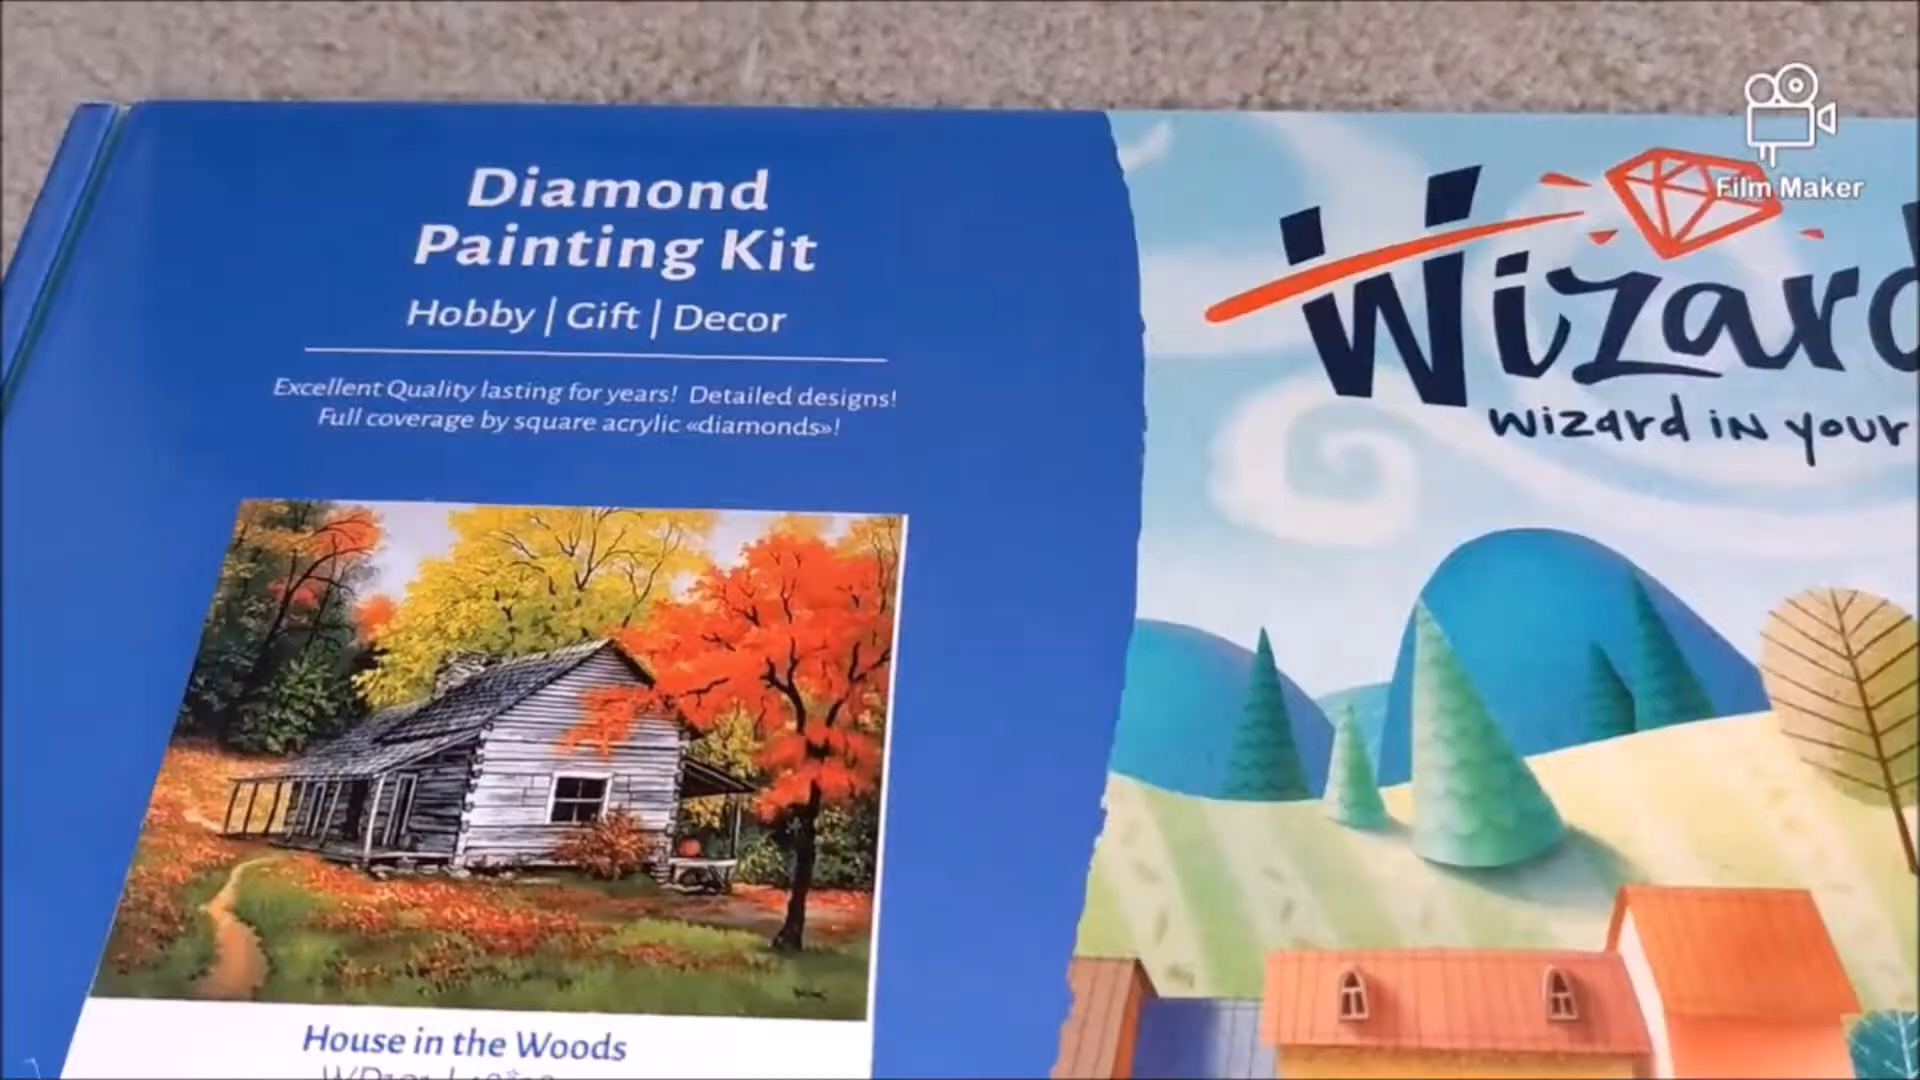 Diamond
Painting Kit
Hobby | Gift | Decor
Excellent Quality lasting for years! Detailed designs!
Full coverage by square acrylic «diamonds»!
House in the Woods
Wizard
wizard in your
Film Maker